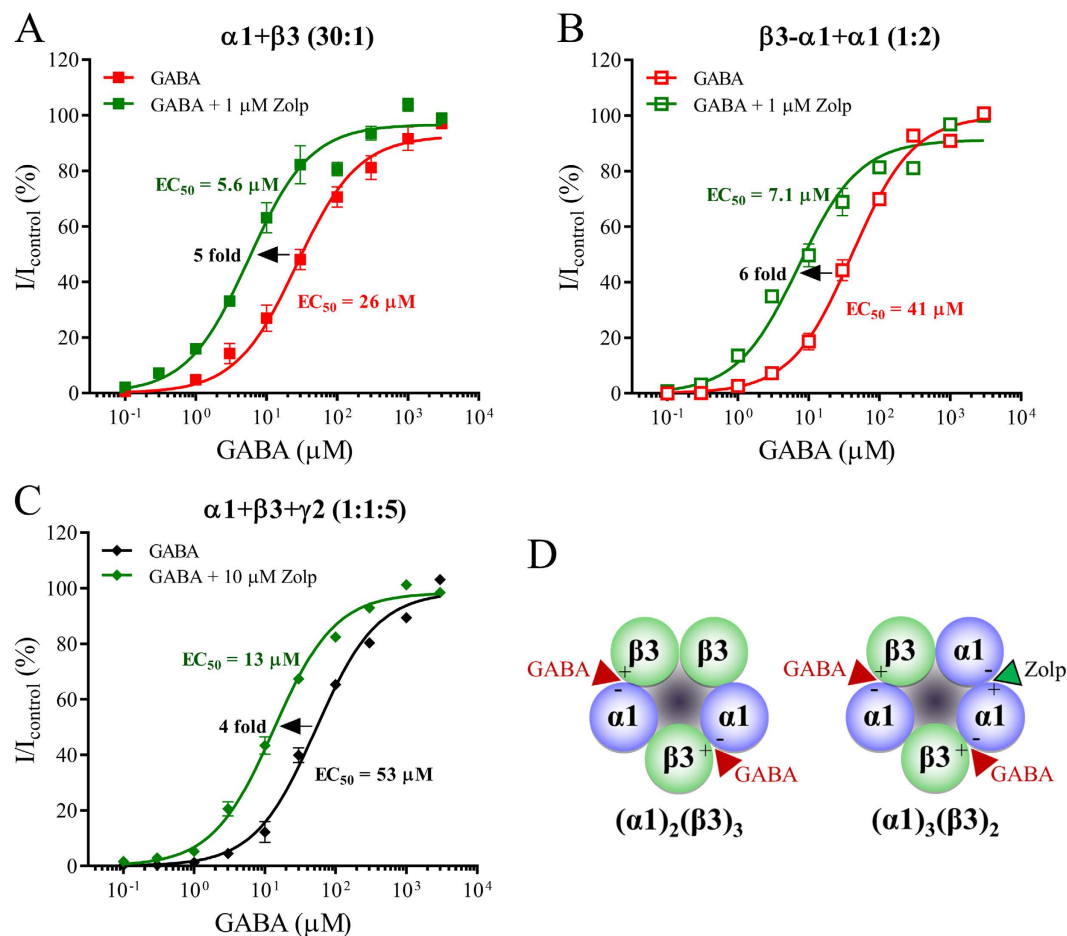 A
α1+β3 (30:1)
GABA
GABA + 1 μM Zolp
120
100
80
60
40
20
0
I/Icontrol (%)
EC50 = 5.6 μM
5 fold
EC50 = 26 μM
10-1 100 101 102 103 104
GABA (μM)
B
β3-α1+α1 (1:2)
GABA
GABA + 1 μM Zolp
120
100
80
60
40
20
0
I/Icontrol (%)
EC50 = 7.1 μM
6 fold
EC50 = 41 μM
10-1 100 101 102 103 104
GABA (μM)
C
α1+β3+γ2 (1:1:5)
GABA
GABA + 10 μM Zolp
120
100
80
60
40
20
0
I/Icontrol (%)
EC50 = 13 μM
4 fold
EC50 = 53 μM
10-1 100 101 102 103 104
GABA (μM)
D
β3 β3
GABA + -
α1 α1
β3 + -
GABA
(α1)2(β3)3
β3 α1
GABA + - - + Zolp
α1 α1
β3 + -
GABA
(α1)3(β3)2